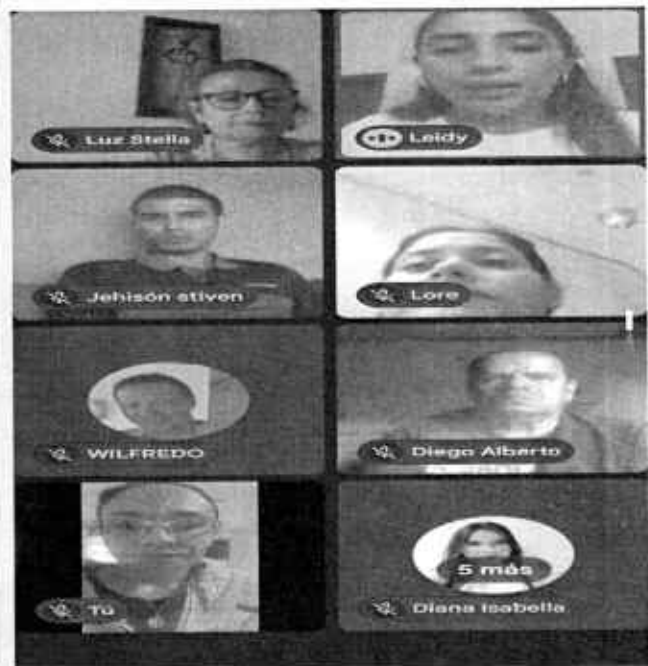 Luz Stella
Leidy
Jehisón stiven
Lore
WILFREDO
Diego Alberto
Tú
5 más
Diana Isabella